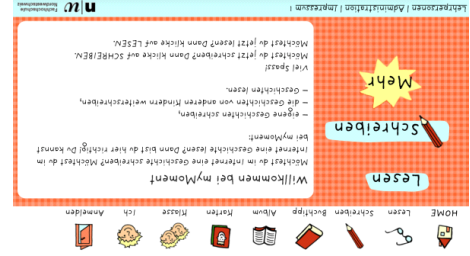 HOME Lesen Schreiben Buchtipp Album Karten Klasse Ich Anmelden
Lesen
Schreiben
Mehr
Willkommen bei myMoment
Möchtest du im Internet eine Geschichte schreiben? Möchtest du im
Internet eine Geschichte lesen? Dann bist du hier richtig! Du kannst
bei myMoment:
– eigene Geschichten schreiben,
– die Geschichten von anderen Kindern weiterschreiben,
– Geschichten lesen.
Viel Spass!
Möchtest du jetzt schreiben? Dann klicke auf SCHREIBEN.
Möchtest du jetzt lesen? Dann klicke auf LESEN.
Lehrpersonen | Administration | Impressum |
n w Fachhochschule
Nordwestschweiz